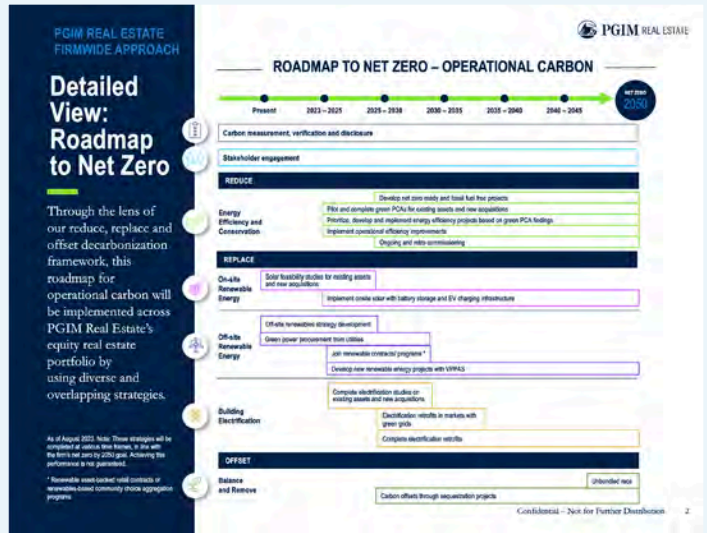 PGIM REAL ESTATE
FIRMWIDE APPROACH
Detailed
View:
Roadmap
to Net Zero
Through the lens of
our reduce, replace and
offset decarbonization
framework, this
roadmap for
operational carbon will
be implemented across
PGIM Real Estate's
equity real estate
portfolio by
using diverse and
overlapping strategies.
As of August 2023. Note: These strategies will be
completed at various time frames, in line with
the firm's net zero by 2050 goal. Achieving this
performance is not guaranteed.
* Renewable asset-backed retail contracts or
renewables-based community choice aggregation
programs
PGIM REAL ESTATE
ROADMAP TO NET ZERO – OPERATIONAL CARBON
NET ZERO
2050
Present
2023 – 2025
2025 – 2030
2030 – 2035
2035 – 2040
2040 – 2045
Carbon measurement, verification and disclosure
Stakeholder engagement
REDUCE
Energy
Efficiency and
Conservation
Develop net zero ready and fossil fuel free projects
Pilot and complete green PCAs for existing assets and new acquisitions
Prioritize, develop and implement energy efficiency projects based on green PCA findings
Implement operational efficiency improvements
Ongoing and retro commissioning
REPLACE
On-site
Renewable
Energy
Solar feasibility studies for existing assets
and new acquisitions
Implement onsite solar with battery storage and EV charging infrastructure
Off-site
Renewable
Energy
Off-site renewables strategy development
Green power procurement from utilities
Join renewable contracts/ programs *
Develop new renewable energy projects with VPPAS
Building
Electrification
Complete electrification studies on
existing assets and new acquisitions
Electrification retrofits in markets with
green grids
Complete electrification retrofits
OFFSET
Balance
and Remove
Unbundled recs
Carbon offsets through sequestration projects
Confidential – Not for Further Distribution 2